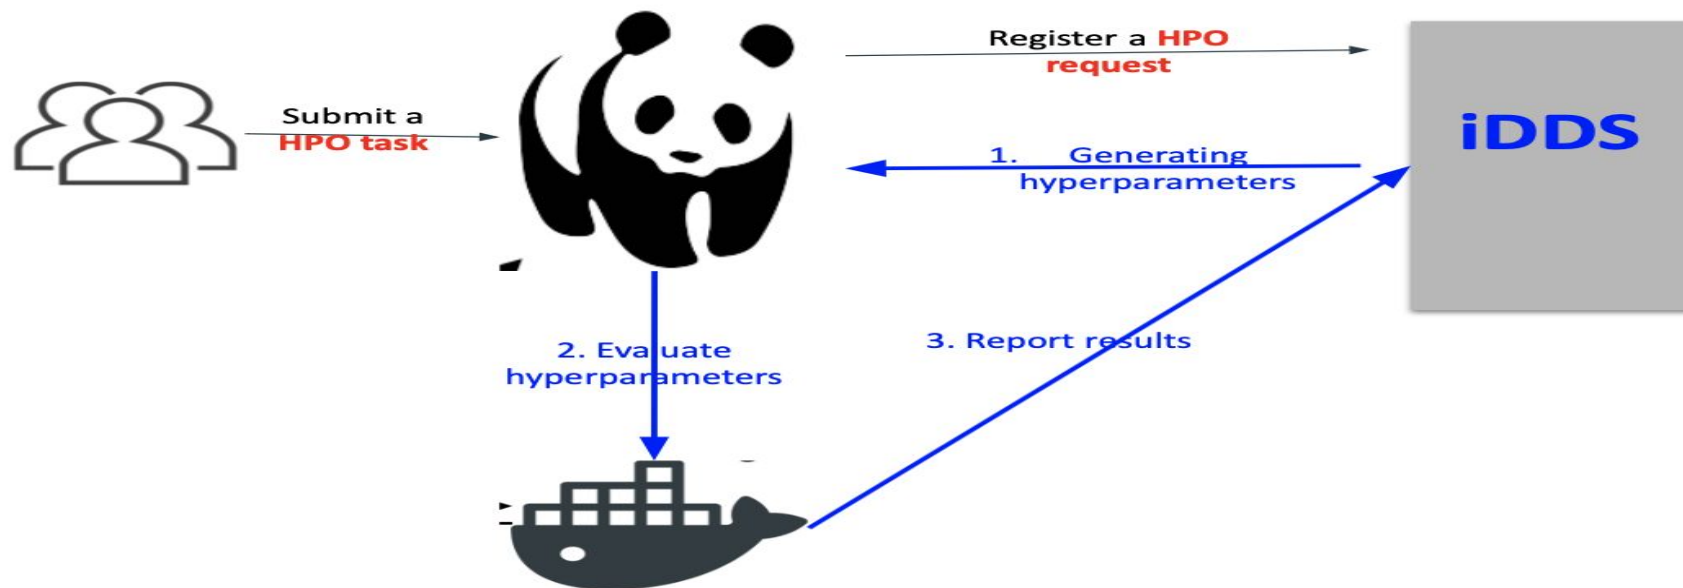 Register a HPO
request
Submit a
HPO task
iDDS
1. Generating
hyperparameters
2. Evaluate
hyperparameters
3. Report results